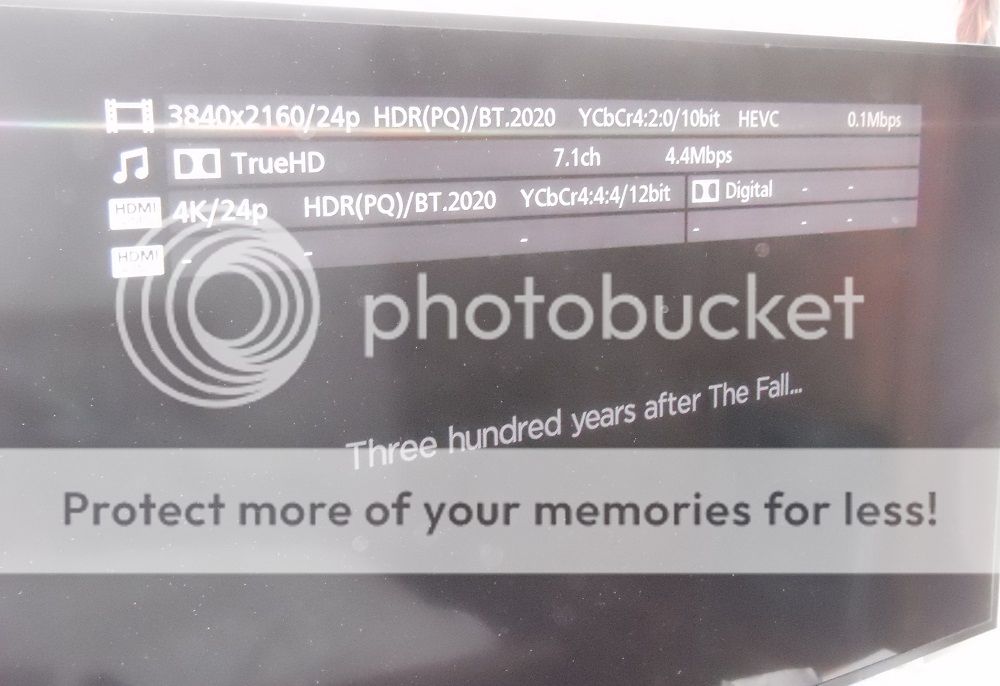 3840x2160/24p HDR(PQ)/BT.2020 YCbCr4:2:0/10bit HEVC 0.1Mbps
TrueHD 7.1ch 4.4Mbps
HDMI 4K/24p HDR(PQ)/BT.2020 YCbCr4:4:4/12bit Digital - -
HDMI - - - - - -
photobucket
Three hundred years after The Fall...
Protect more of your memories for less!